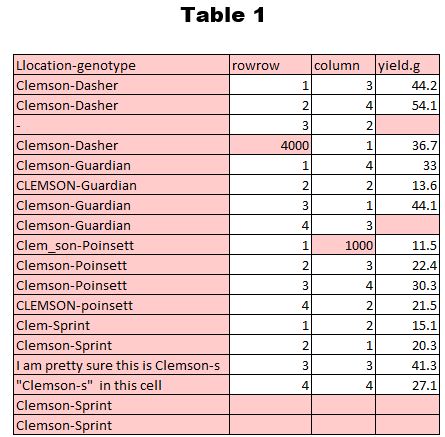 Table 1
Llocation-genotype rowrow column yield.g
Clemson-Dasher 1 3 44.2
Clemson-Dasher 2 4 54.1
- 3 2
Clemson-Dasher 4000 1 36.7
Clemson-Guardian 1 4 33
CLEMSON-Guardian 2 2 13.6
Clemson-Guardian 3 1 44.1
Clemson-Guardian 4 3
Clem_son-Poinsett 1 1000 11.5
Clemson-Poinsett 2 3 22.4
Clemson-Poinsett 3 4 30.3
CLEMSON-poinsett 4 2 21.5
Clem-Sprint 1 2 15.1
Clemson-Sprint 2 1 20.3
I am pretty sure this is Clemson-s 3 3 41.3
"Clemson-s" in this cell 4 4 27.1
Clemson-Sprint
Clemson-Sprint